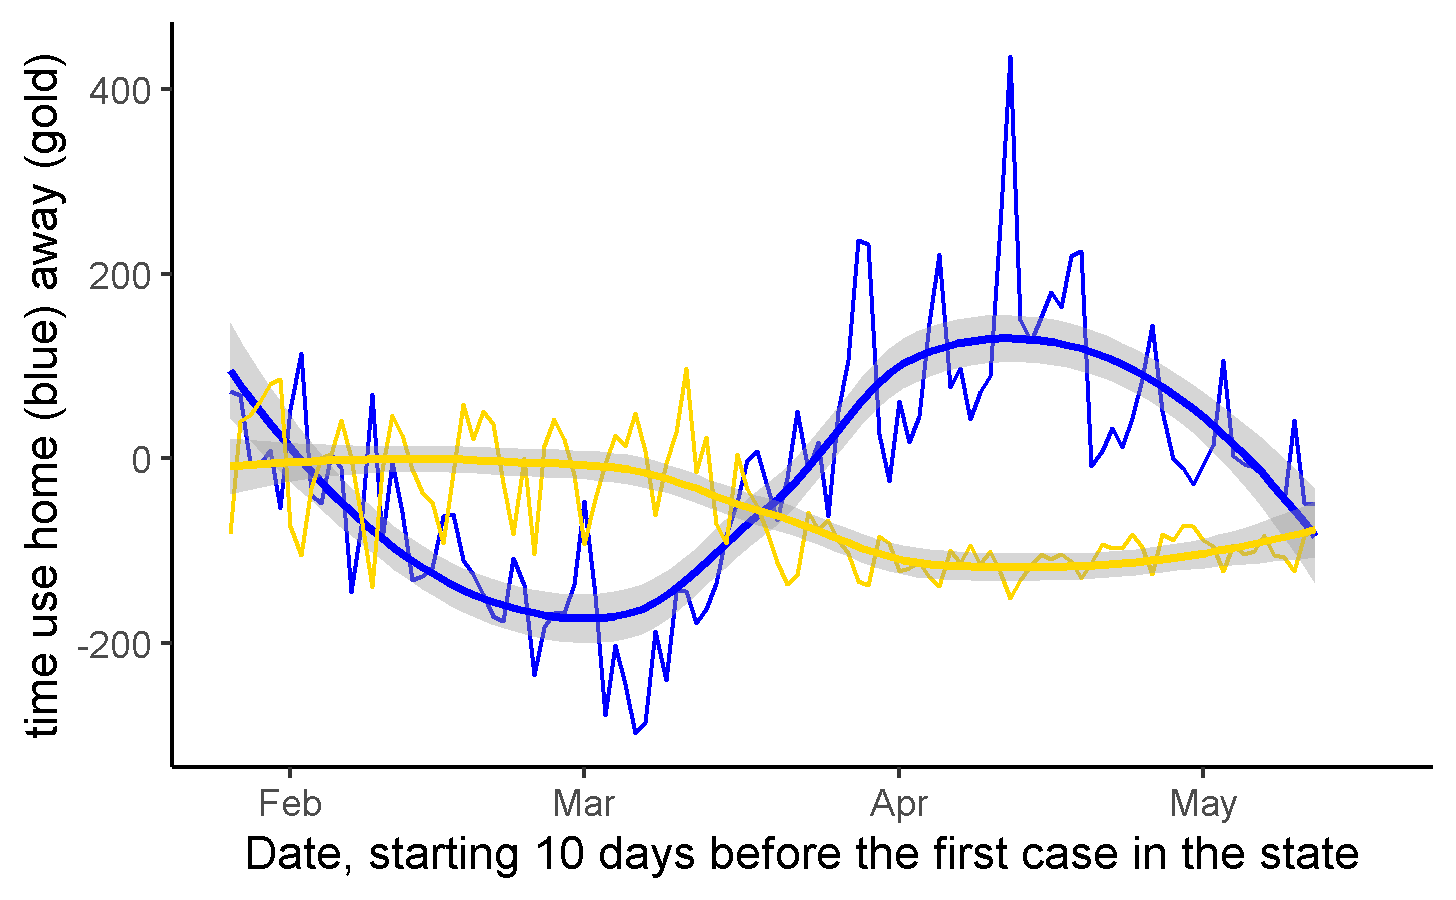 time use home (blue) away (gold)
400
200
0
-200
Feb
Mar
Apr
May
Date, starting 10 days before the first case in the state